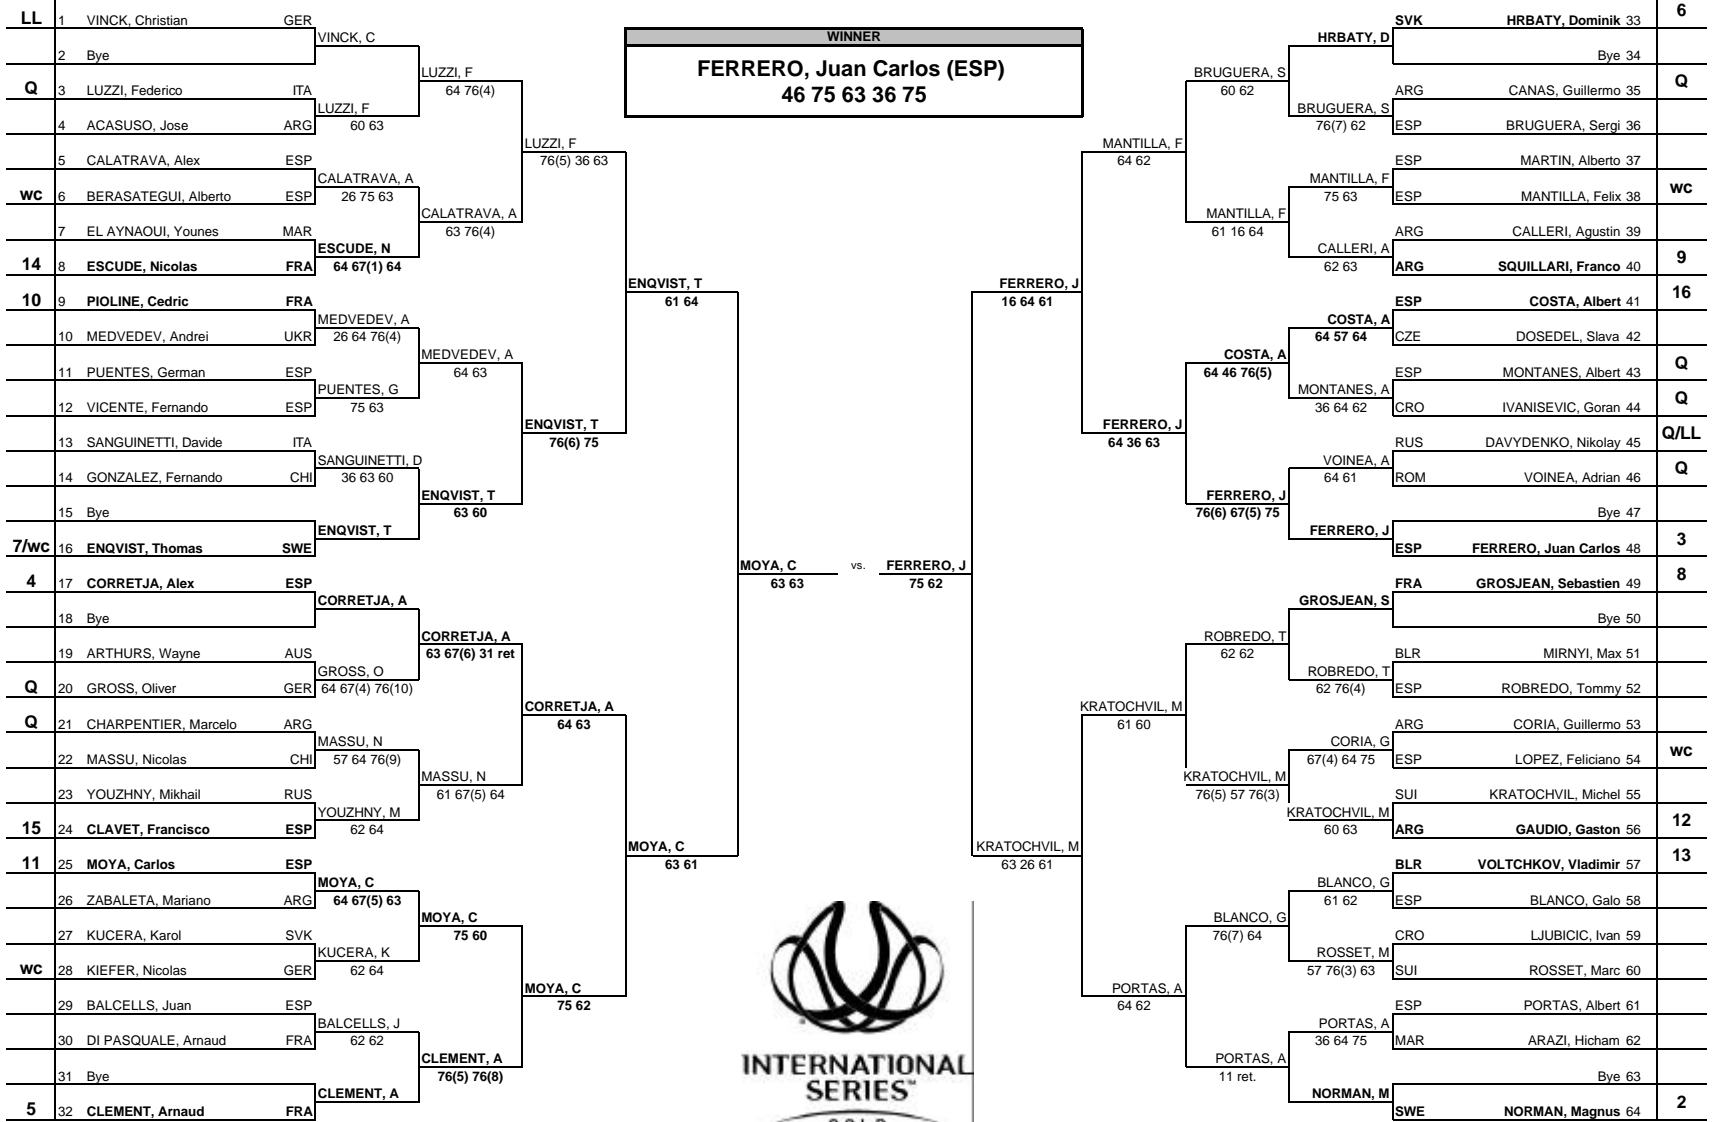 WINNER
FERRERO, Juan Carlos (ESP)
46 75 63 36 75
LL 1 VINCK, Christian GER
2 Bye
Q 3 LUZZI, Federico ITA
4 ACASUSO, Jose ARG
5 CALATRAVA, Alex ESP
wc 6 BERASATEGUI, Alberto ESP
7 EL AYNAOUI, Younes MAR
14 8 ESCUDE, Nicolas FRA
10 9 PIOLINE, Cedric FRA
10 MEDVEDEV, Andrei UKR
11 PUENTES, German ESP
12 VICENTE, Fernando ESP
13 SANGUINETTI, Davide ITA
14 GONZALEZ, Fernando CHI
15 Bye
7/wc 16 ENQVIST, Thomas SWE
4 17 CORRETJA, Alex ESP
18 Bye
19 ARTHURS, Wayne AUS
Q 20 GROSS, Oliver GER
Q 21 CHARPENTIER, Marcelo ARG
22 MASSU, Nicolas CHI
23 YOUZHNY, Mikhail RUS
15 24 CLAVET, Francisco ESP
11 25 MOYA, Carlos ESP
26 ZABALETA, Mariano ARG
27 KUCERA, Karol SVK
wc 28 KIEFER, Nicolas GER
29 BALCELLS, Juan ESP
30 DI PASQUALE, Arnaud FRA
31 Bye
5 32 CLEMENT, Arnaud FRA
VINCK, C
LUZZI, F
60 63
CALATRAVA, A
26 75 63
ESCUDE, N
64 67(1) 64
MEDVEDEV, A
26 64 76(4)
PUENTES, G
75 63
SANGUINETTI, D
36 63 60
ENQVIST, T
CORRETJA, A
GROSS, O
64 67(4) 76(10)
MASSU, N
57 64 76(9)
YOUZHNY, M
62 64
MOYA, C
64 67(5) 63
KUCERA, K
62 64
BALCELLS, J
62 62
CLEMENT, A
LUZZI, F
64 76(4)
CALATRAVA, A
63 76(4)
MEDVEDEV, A
64 63
ENQVIST, T
63 60
CORRETJA, A
63 67(6) 31 ret
MASSU, N
61 67(5) 64
MOYA, C
75 60
CLEMENT, A
76(5) 76(8)
LUZZI, F
76(5) 36 63
ENQVIST, T
76(6) 75
CORRETJA, A
64 63
MOYA, C
75 62
ENQVIST, T
61 64
MOYA, C
63 61
MOYA, C
63 63
vs.
FERRERO, J
75 62
FERRERO, J
16 64 61
KRATOCHVIL, M
63 26 61
MANTILLA, F
64 62
FERRERO, J
64 36 63
KRATOCHVIL, M
61 60
PORTAS, A
64 62
BRUGUERA, S
60 62
MANTILLA, F
61 16 64
COSTA, A
64 46 76(5)
FERRERO, J
76(6) 67(5) 75
ROBREDO, T
62 62
KRATOCHVIL, M
76(5) 57 76(3)
BLANCO, G
76(7) 64
PORTAS, A
11 ret.
HRBATY, D
BRUGUERA, S
76(7) 62
MANTILLA, F
75 63
CALLERI, A
62 63
COSTA, A
64 57 64
MONTANES, A
36 64 62
VOINEA, A
64 61
FERRERO, J
GROSJEAN, S
ROBREDO, T
62 76(4)
CORIA, G
67(4) 64 75
KRATOCHVIL, M
60 63
BLANCO, G
61 62
ROSSET, M
57 76(3) 63
PORTAS, A
36 64 75
NORMAN, M
SVK HRBATY, Dominik 33 6
Bye 34
ARG CANAS, Guillermo 35 Q
ESP BRUGUERA, Sergi 36
ESP MARTIN, Alberto 37
ESP MANTILLA, Felix 38 wc
ARG CALLERI, Agustin 39
ARG SQUILLARI, Franco 40 9
ESP COSTA, Albert 41 16
CZE DOSEDEL, Slava 42
ESP MONTANES, Albert 43 Q
CRO IVANISEVIC, Goran 44 Q
RUS DAVYDENKO, Nikolay 45 Q/LL
ROM VOINEA, Adrian 46 Q
Bye 47
ESP FERRERO, Juan Carlos 48 3
FRA GROSJEAN, Sebastien 49 8
Bye 50
BLR MIRNYI, Max 51
ESP ROBREDO, Tommy 52
ARG CORIA, Guillermo 53
ESP LOPEZ, Feliciano 54 wc
SUI KRATOCHVIL, Michel 55
ARG GAUDIO, Gaston 56 12
BLR VOLTCHKOV, Vladimir 57 13
ESP BLANCO, Galo 58
CRO LJUBICIC, Ivan 59
SUI ROSSET, Marc 60
ESP PORTAS, Albert 61
MAR ARAZI, Hicham 62
Bye 63
SWE NORMAN, Magnus 64 2
INTERNATIONAL
SERIES™